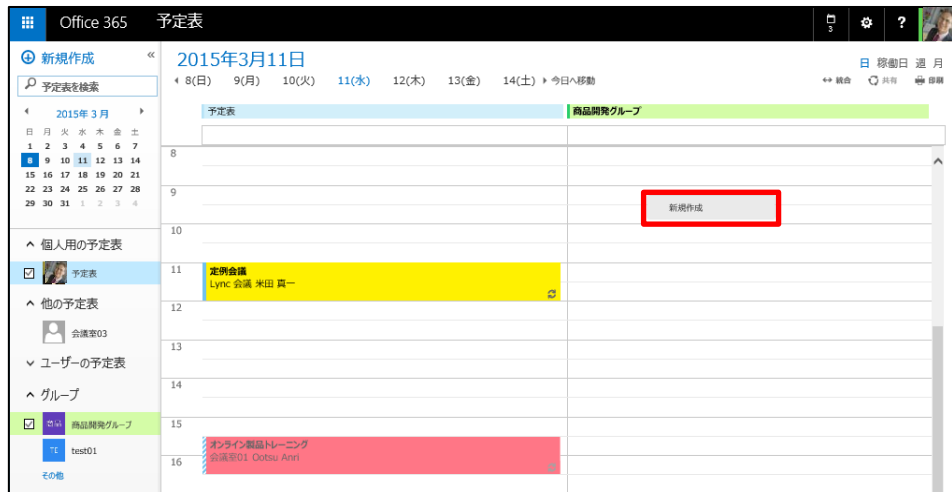 Office 365 予定表 3 ?
新規作成 «
予定表を検索
2015年 3 月
日 月 火 水 木 金 土
1 2 3 4 5 6 7
8 9 10 11 12 13 14
15 16 17 18 19 20 21
22 23 24 25 26 27 28
29 30 31 1 2 3 4
個人用の予定表
予定表
他の予定表
会議室03
ユーザーの予定表
グループ
商品開発グループ
TE test01
その他
2015年3月11日
8(日) 9(月) 10(火) 11(水) 12(木) 13(金) 14(土) 今日へ移動
日 稼働日 週 月
統合 共有 印刷
予定表 商品開発グループ
8
9
新規作成
10
11 定例会議
Lync 会議 米田 真一
12
13
14
15
オンライン製品トレーニング
会議室01 Ootsu Anri
16